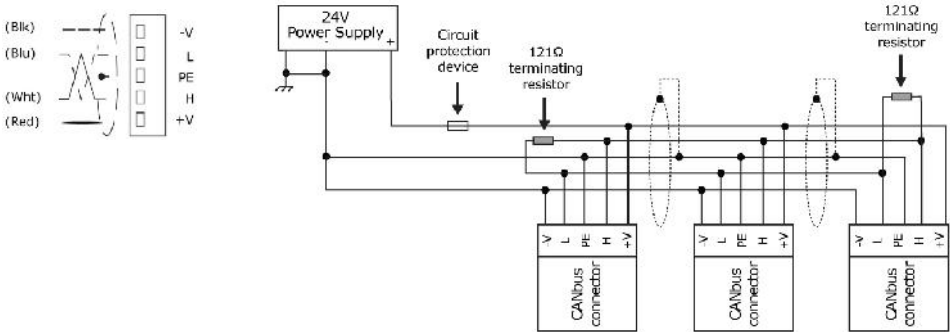 (Blk)
-V
(Blu)
L
PE
(Wht)
H
(Red)
+V
24V
Power Supply
-
+
Circuit
protection
device
121Ω
terminating
resistor
121Ω
terminating
resistor
-V
L
PE
H
+V
CANbus
connector
-V
L
PE
H
+V
CANbus
connector
-V
L
PE
H
+V
CANbus
connector